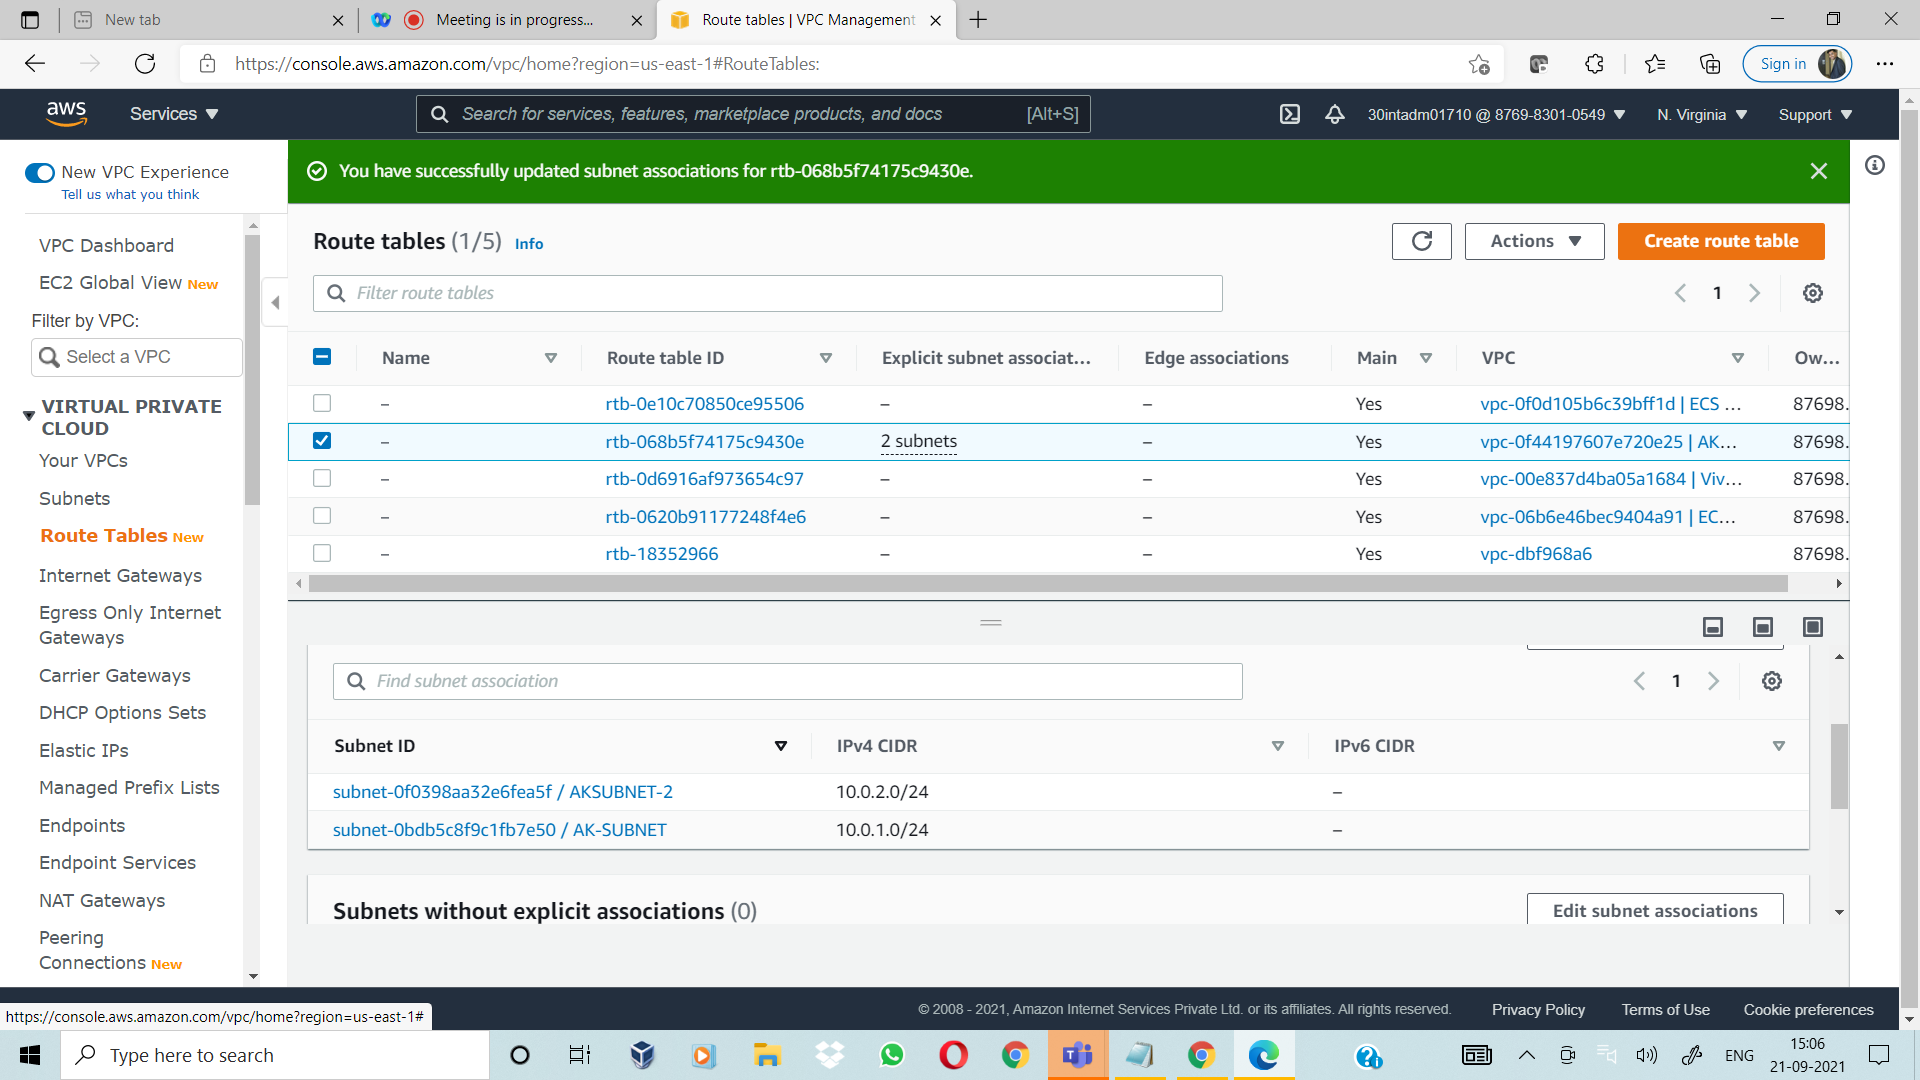 New tab
Meeting is in progress...
Route tables | VPC Management
https://console.aws.amazon.com/vpc/home?region=us-east-1#RouteTables:
Sign in
aws
Services
Search for services, features, marketplace products, and docs [Alt+S]
30intadm01710 @ 8769-8301-0549
N. Virginia
Support
New VPC Experience
Tell us what you think
VPC Dashboard
EC2 Global View New
Filter by VPC:
Select a VPC
VIRTUAL PRIVATE
CLOUD
Your VPCs
Subnets
Route Tables New
Internet Gateways
Egress Only Internet
Gateways
Carrier Gateways
DHCP Options Sets
Elastic IPs
Managed Prefix Lists
Endpoints
Endpoint Services
NAT Gateways
Peering
Connections New
You have successfully updated subnet associations for rtb-068b5f74175c9430e.
Route tables (1/5) Info
Actions
Create route table
Filter route tables
1
Name Route table ID Explicit subnet associat... Edge associations Main VPC Ow...
– rtb-0e10c70850ce95506 – – Yes vpc-0f0d105b6c39bff1d | ECS ... 87698.
– rtb-068b5f74175c9430e 2 subnets – Yes vpc-0f44197607e720e25 | AK... 87698.
– rtb-0d6916af973654c97 – – Yes vpc-00e837d4ba05a1684 | Viv... 87698.
– rtb-0620b91177248f4e6 – – Yes vpc-06b6e46bec9404a91 | EC... 87698.
– rtb-18352966 – – Yes vpc-dbf968a6 87698.
Find subnet association
1
Subnet ID IPv4 CIDR IPv6 CIDR
subnet-0f0398aa32e6fea5f / AKSUBNET-2 10.0.2.0/24 –
subnet-0bdb5c8f9c1fb7e50 / AK-SUBNET 10.0.1.0/24 –
Subnets without explicit associations (0)
Edit subnet associations
© 2008 - 2021, Amazon Internet Services Private Ltd. or its affiliates. All rights reserved. Privacy Policy Terms of Use Cookie preferences
https://console.aws.amazon.com/vpc/home?region=us-east-1#
Type here to search
ENG
15:06
21-09-2021